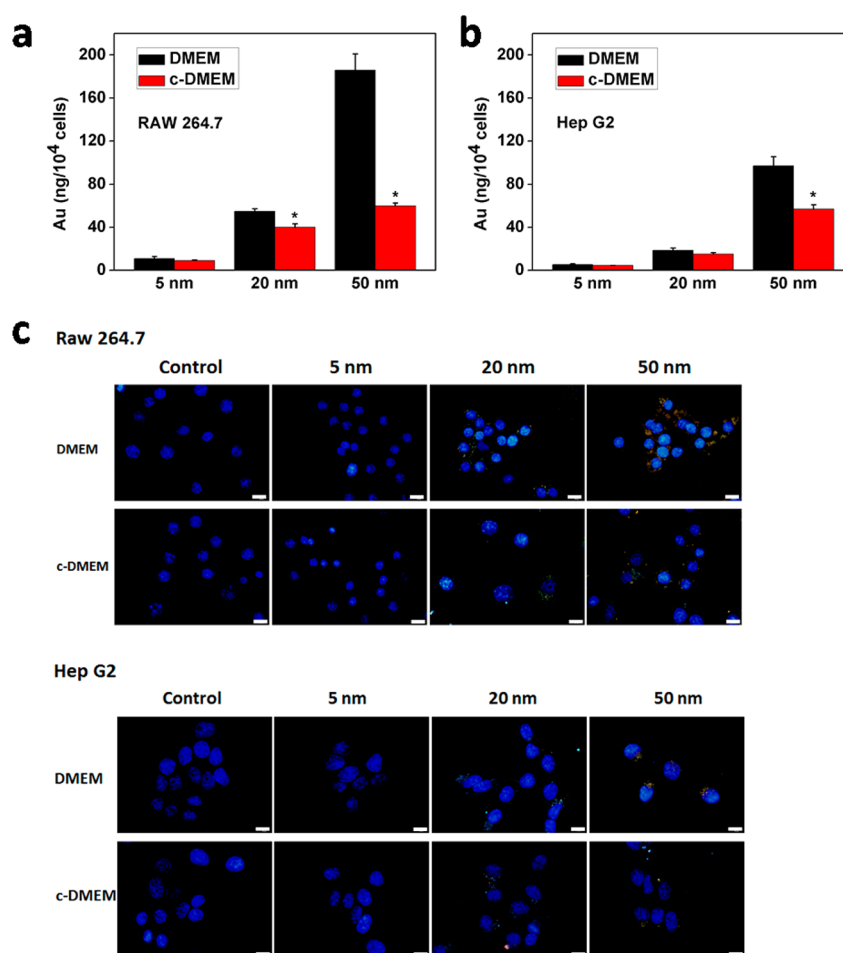 a
200
160
120
80
40
0
Au (ng/10⁴ cells)
DMEM
c-DMEM
RAW 264.7
*
*
5 nm
20 nm
50 nm
b
200
160
120
80
40
0
Au (ng/10⁴ cells)
DMEM
c-DMEM
Hep G2
*
5 nm
20 nm
50 nm
c
Raw 264.7
Control
5 nm
20 nm
50 nm
DMEM
c-DMEM
Hep G2
Control
5 nm
20 nm
50 nm
DMEM
c-DMEM